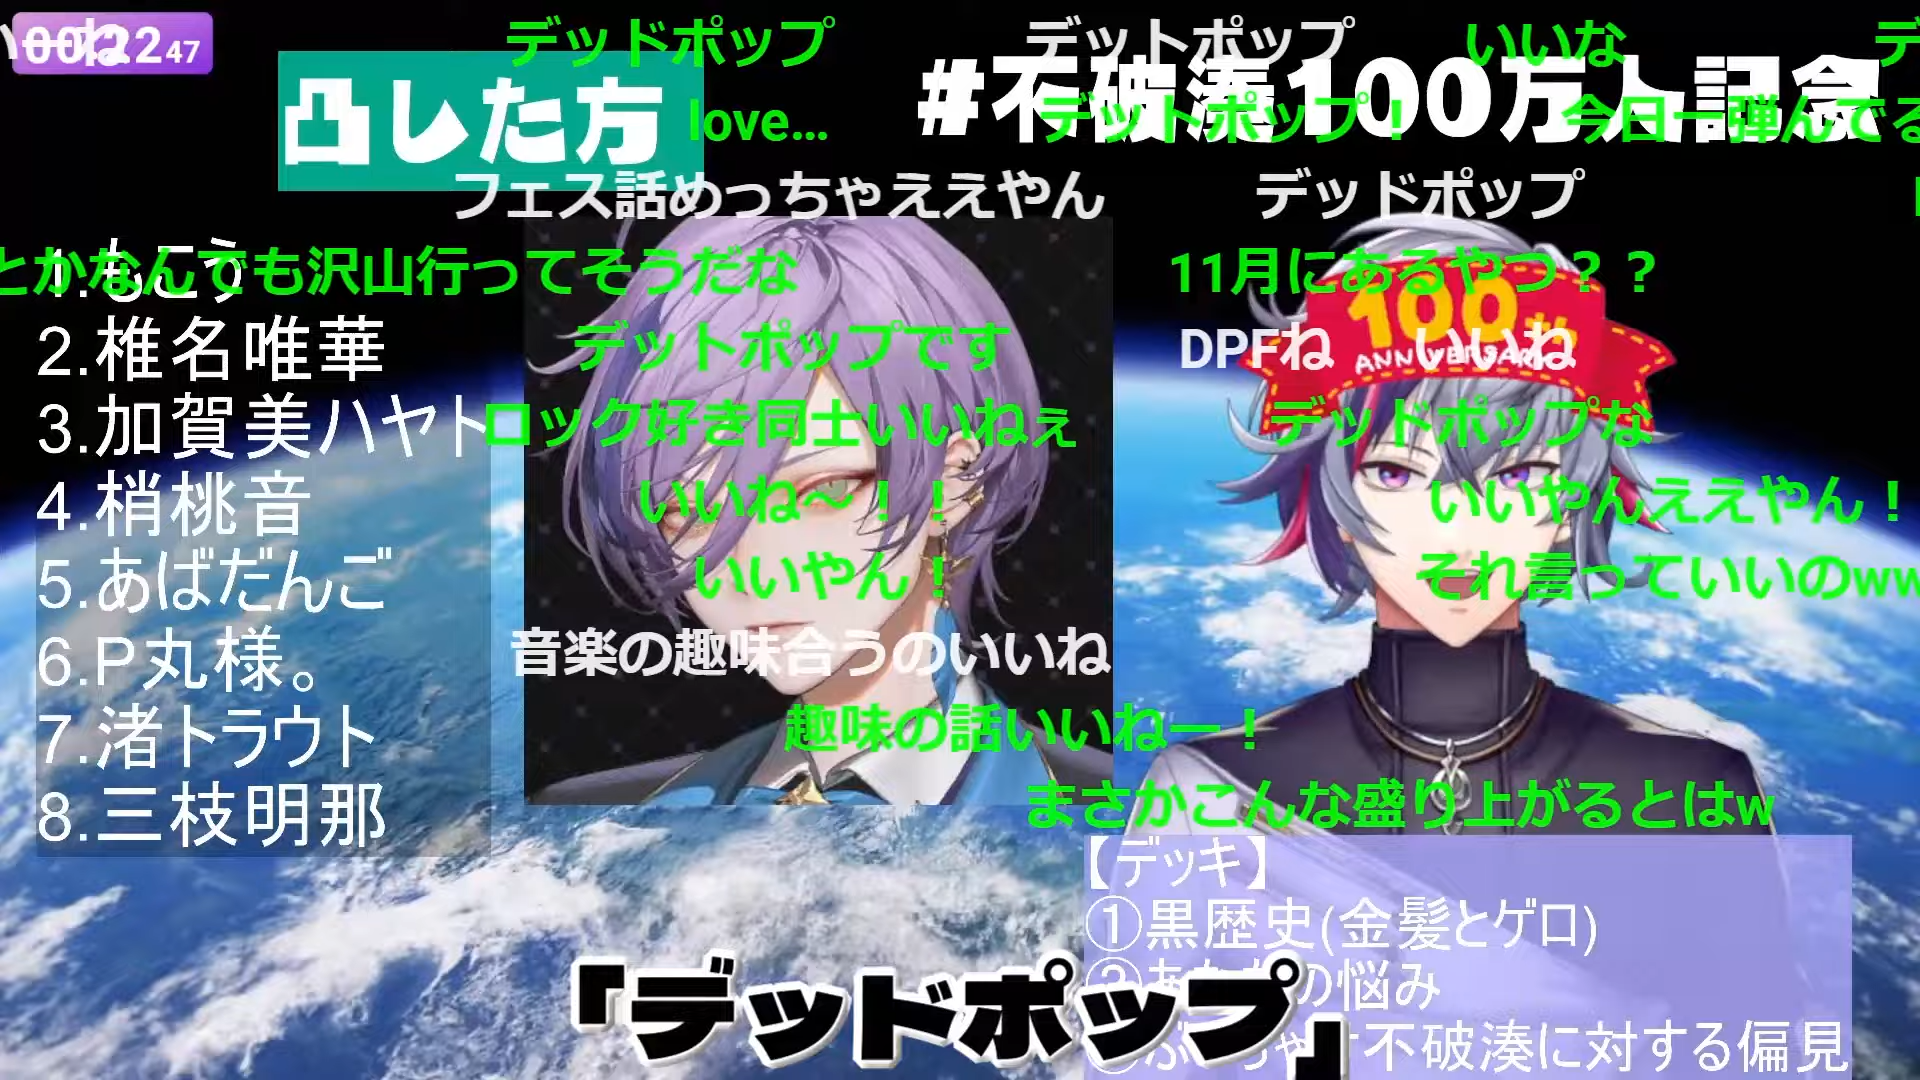 デッドポップ
デットポップ
いいな
凸した方
#不破湊100万人記念
love...
デットポップ！
今日一弾んでる
フェス話めっちゃええやん
デッドポップ
1.もこう
とかなんでも沢山行ってそうだな
11月にあるやつ？？
100th
ANNIVERSARY
2.椎名唯華
デットポップです
DPFね
いいね
3.加賀美ハヤト
ロック好き同士いいねぇ
デッドポップな
4.梢桃音
いいね～！！
いいやんええやん！
5.あばだんご
いいやん！
それ言っていいのww
6.P丸様。
音楽の趣味合うのいいね
7.渚トラウト
趣味の話いいねー！
8.三枝明那
まさかこんな盛り上がるとはw
【デッキ】
①黒歴史(金髪とゲロ)
の悩み
不破湊に対する偏見
「デッドポップ」